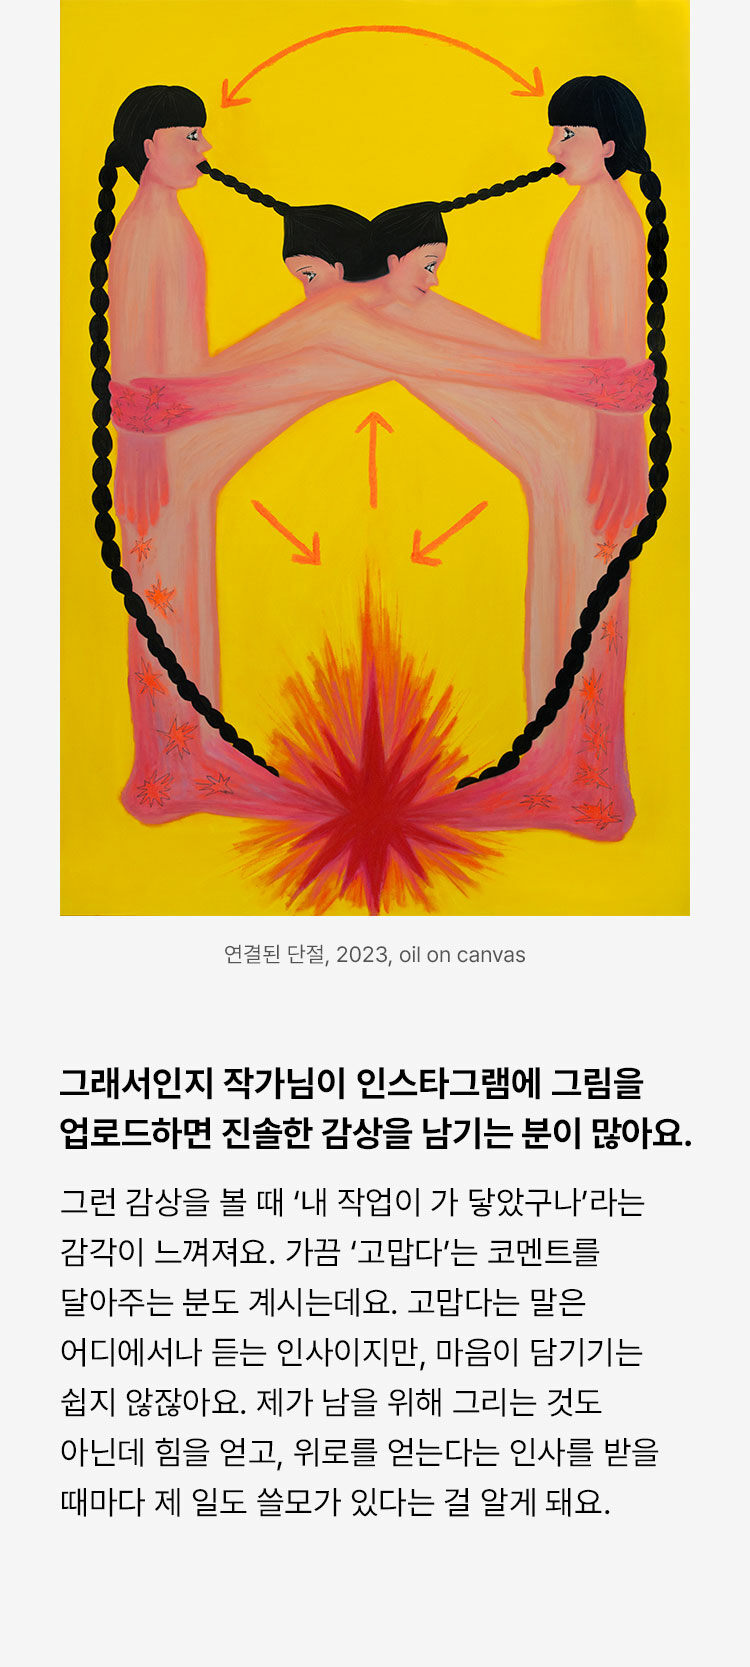 연결된 단절, 2023, oil on canvas
그래서인지 작가님이 인스타그램에 그림을
업로드하면 진솔한 감상을 남기는 분이 많아요.
그런 감상을 볼 때 ‘내 작업이 가 닿았구나’라는
감각이 느껴져요. 가끔 ‘고맙다’는 코멘트를
달아주는 분도 계시는데요. 고맙다는 말은
어디에서나 듣는 인사이지만, 마음이 담기기는
쉽지 않잖아요. 제가 남을 위해 그리는 것도
아닌데 힘을 얻고, 위로를 얻는다는 인사를 받을
때마다 제 일도 쓸모가 있다는 걸 알게 돼요.